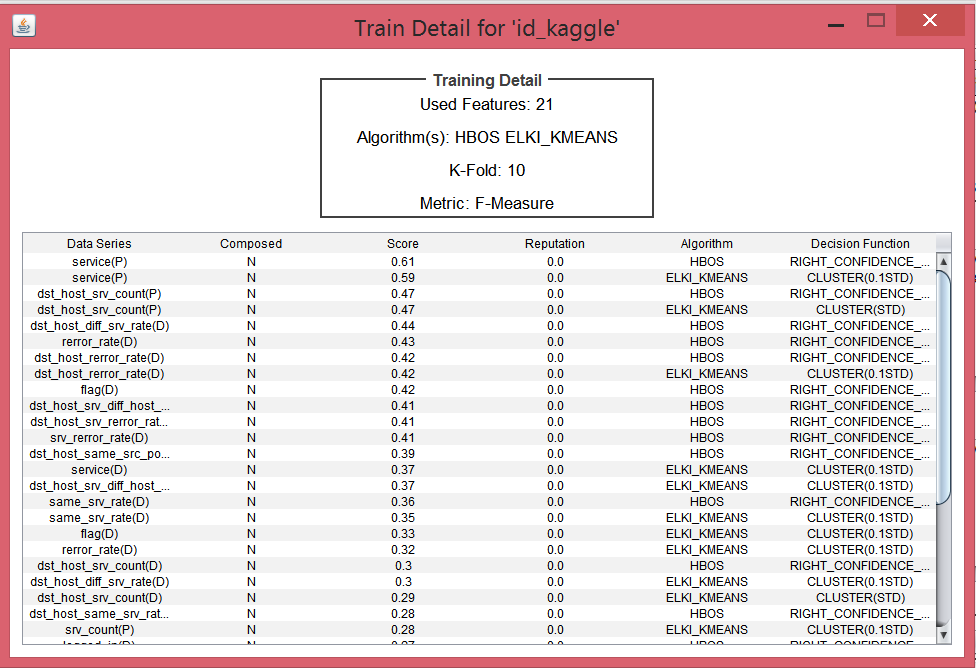 Train Detail for 'id_kaggle'
Training Detail
Used Features: 21
Algorithm(s): HBOS ELKI_KMEANS
K-Fold: 10
Metric: F-Measure
Data Series Composed Score Reputation Algorithm Decision Function
service(P) N 0.61 0.0 HBOS RIGHT_CONFIDENCE_...
service(P) N 0.59 0.0 ELKI_KMEANS CLUSTER(0.1STD)
dst_host_srv_count(P) N 0.47 0.0 HBOS RIGHT_CONFIDENCE_...
dst_host_srv_count(P) N 0.47 0.0 ELKI_KMEANS CLUSTER(STD)
dst_host_diff_srv_rate(D) N 0.44 0.0 HBOS RIGHT_CONFIDENCE_...
rerror_rate(D) N 0.43 0.0 HBOS RIGHT_CONFIDENCE_...
dst_host_rerror_rate(D) N 0.42 0.0 HBOS RIGHT_CONFIDENCE_...
dst_host_rerror_rate(D) N 0.42 0.0 ELKI_KMEANS CLUSTER(0.1STD)
flag(D) N 0.42 0.0 HBOS RIGHT_CONFIDENCE_...
dst_host_srv_diff_host_... N 0.41 0.0 HBOS RIGHT_CONFIDENCE_...
dst_host_srv_rerror_rat... N 0.41 0.0 HBOS RIGHT_CONFIDENCE_...
srv_rerror_rate(D) N 0.41 0.0 HBOS RIGHT_CONFIDENCE_...
dst_host_same_src_po... N 0.39 0.0 HBOS RIGHT_CONFIDENCE_...
service(D) N 0.37 0.0 ELKI_KMEANS CLUSTER(0.1STD)
dst_host_srv_diff_host_... N 0.37 0.0 ELKI_KMEANS CLUSTER(0.1STD)
same_srv_rate(D) N 0.36 0.0 HBOS RIGHT_CONFIDENCE_...
same_srv_rate(D) N 0.35 0.0 ELKI_KMEANS CLUSTER(0.1STD)
flag(D) N 0.33 0.0 ELKI_KMEANS CLUSTER(0.1STD)
rerror_rate(D) N 0.32 0.0 ELKI_KMEANS CLUSTER(0.1STD)
dst_host_srv_count(D) N 0.3 0.0 HBOS RIGHT_CONFIDENCE_...
dst_host_diff_srv_rate(D) N 0.3 0.0 ELKI_KMEANS CLUSTER(0.1STD)
dst_host_srv_count(D) N 0.29 0.0 ELKI_KMEANS CLUSTER(STD)
dst_host_same_srv_rat... N 0.28 0.0 HBOS RIGHT_CONFIDENCE_...
srv_count(P) N 0.28 0.0 ELKI_KMEANS CLUSTER(0.1STD)